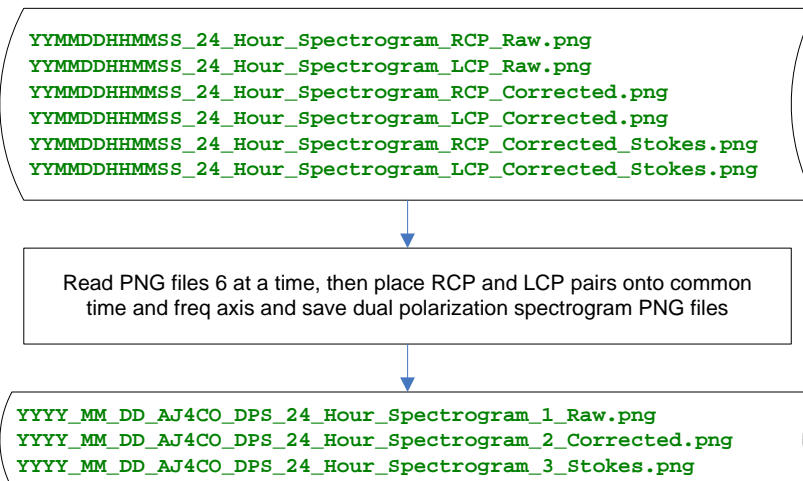 YYMMDDHHMMSS_24_Hour_Spectrogram_RCP_Raw.png
YYMMDDHHMMSS_24_Hour_Spectrogram_LCP_Raw.png
YYMMDDHHMMSS_24_Hour_Spectrogram_RCP_Corrected.png
YYMMDDHHMMSS_24_Hour_Spectrogram_LCP_Corrected.png
YYMMDDHHMMSS_24_Hour_Spectrogram_RCP_Corrected_Stokes.png
YYMMDDHHMMSS_24_Hour_Spectrogram_LCP_Corrected_Stokes.png
Read PNG files 6 at a time, then place RCP and LCP pairs onto common
time and freq axis and save dual polarization spectrogram PNG files
YYYY_MM_DD_AJ4CO_DPS_24_Hour_Spectrogram_1_Raw.png
YYYY_MM_DD_AJ4CO_DPS_24_Hour_Spectrogram_2_Corrected.png
YYYY_MM_DD_AJ4CO_DPS_24_Hour_Spectrogram_3_Stokes.png